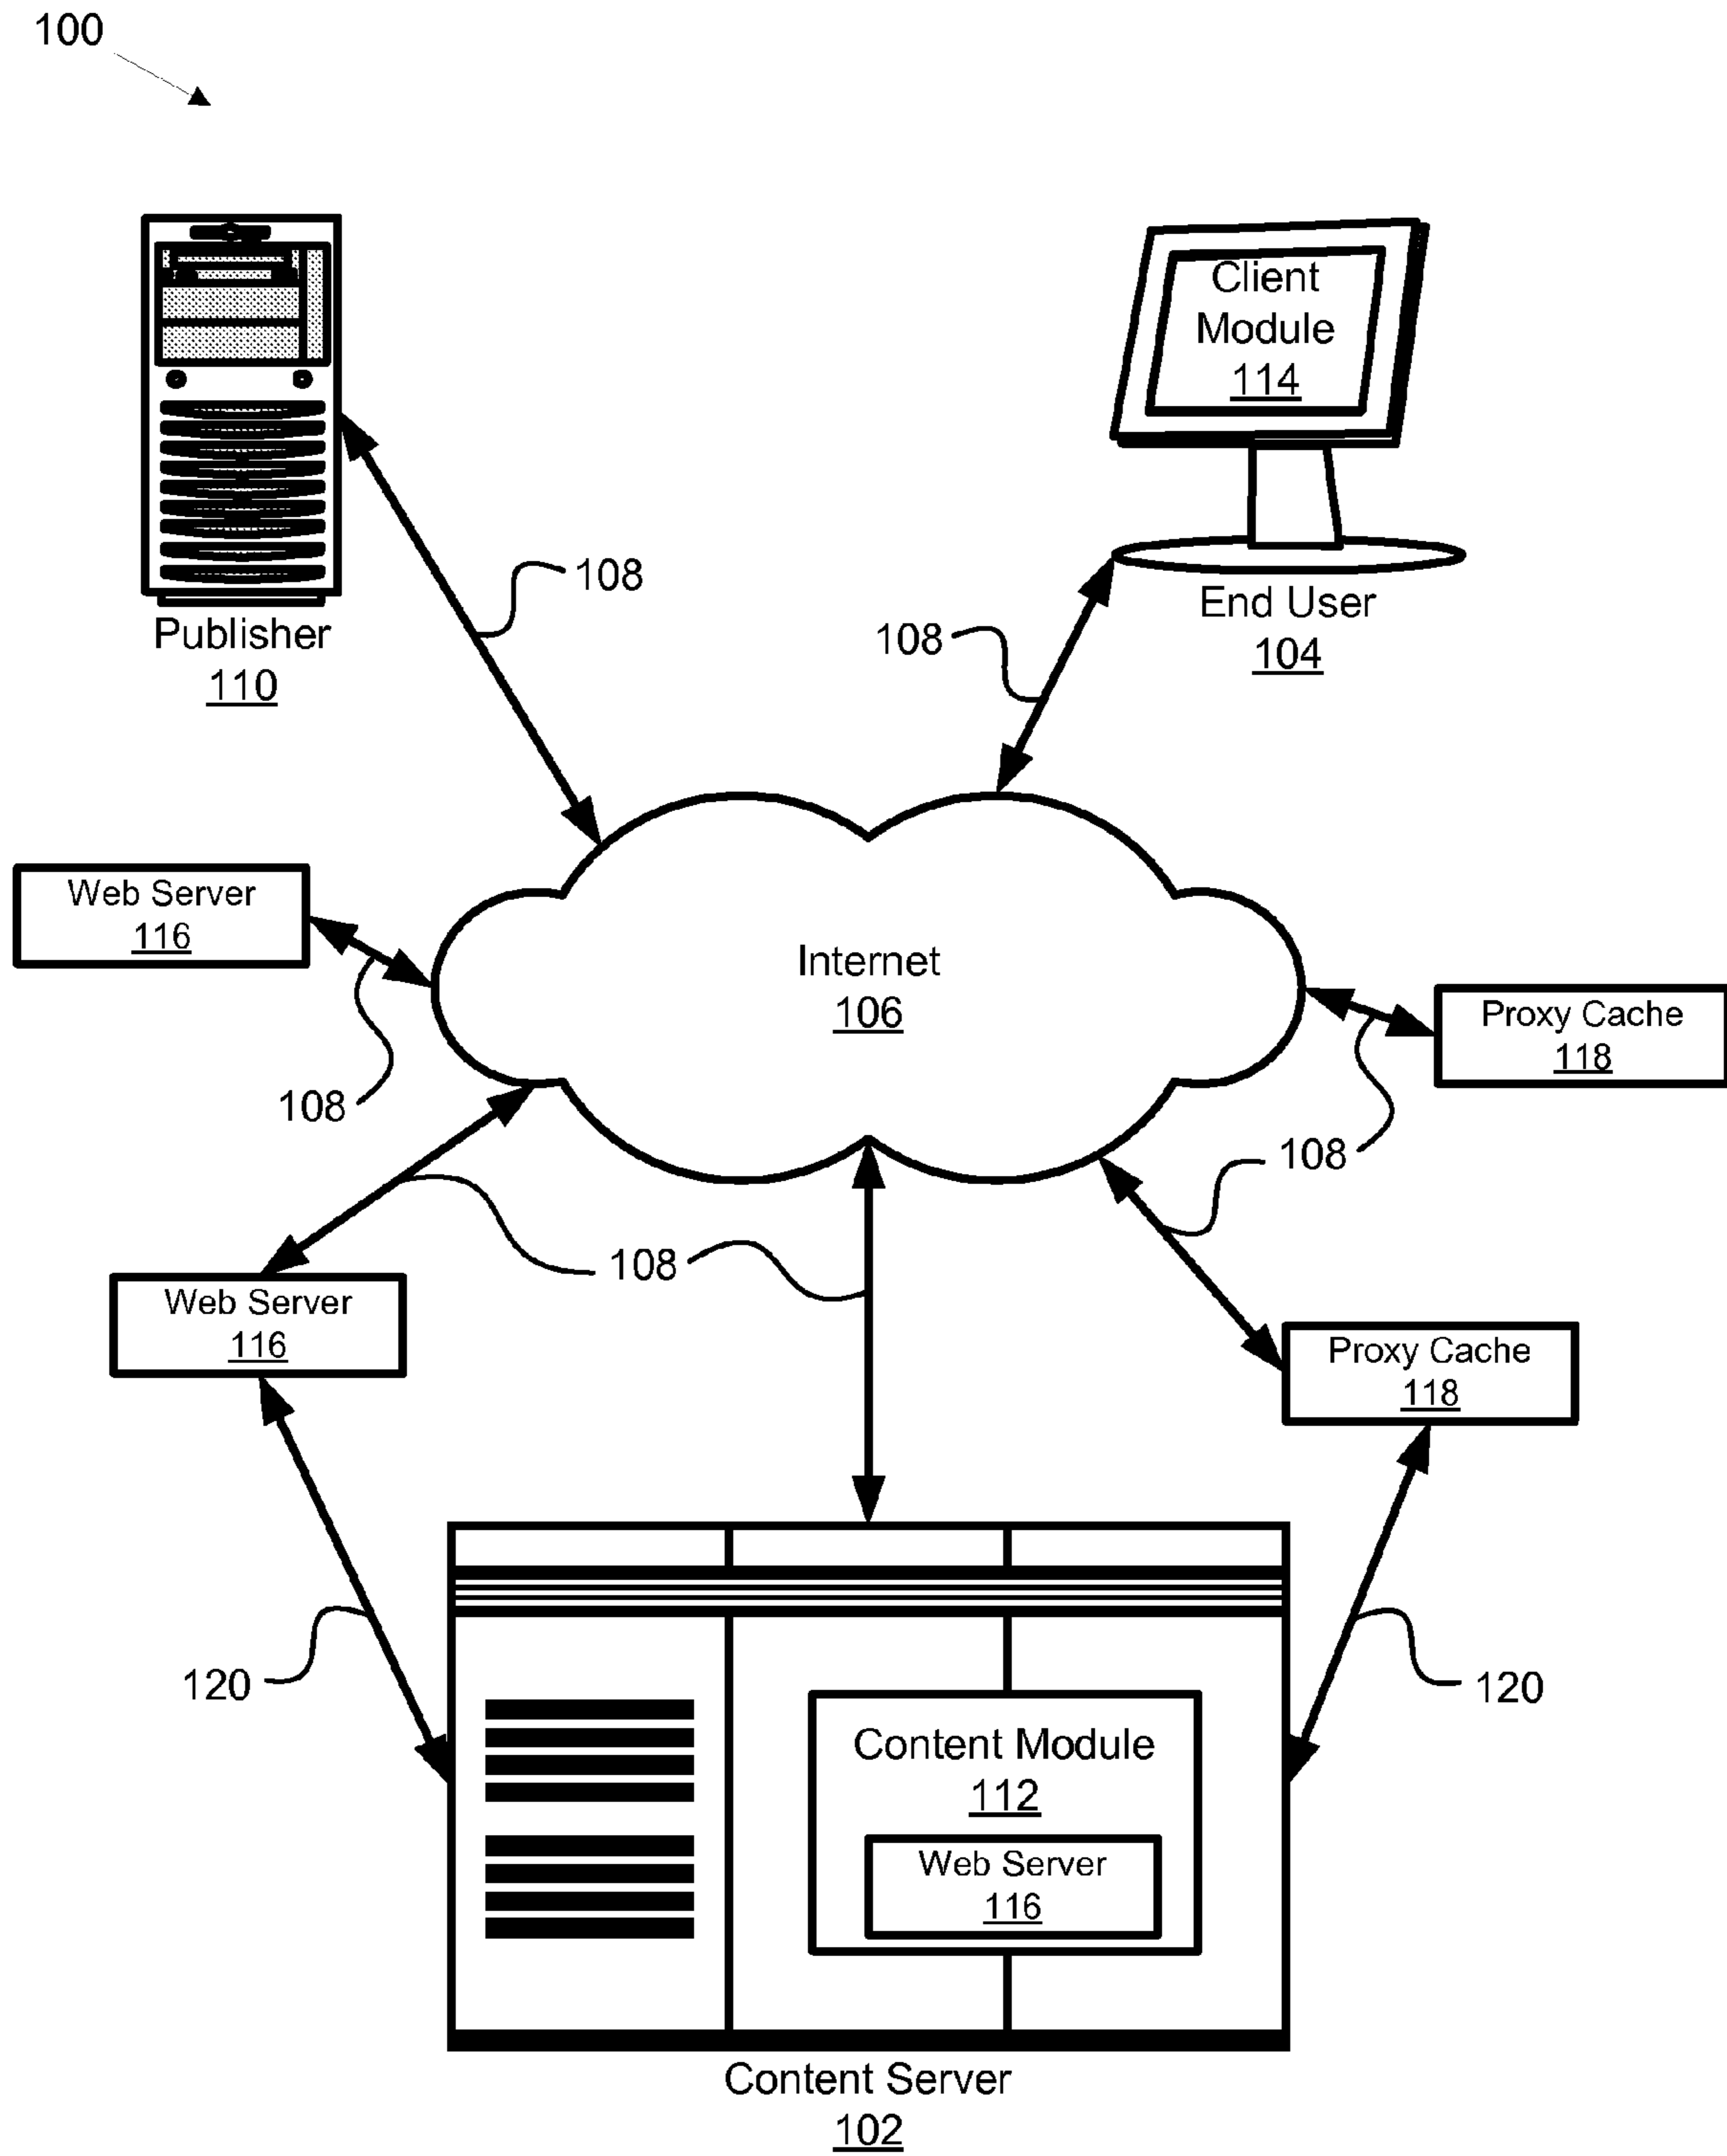 100
Client
Module
114
108
End User
104
108
Publisher
110
Web Server
116
Internet
106
Proxy Cache
118
108
108
108
Web Server
116
Proxy Cache
118
120
120
Content Module
112
Web Server
116
Content Server
102